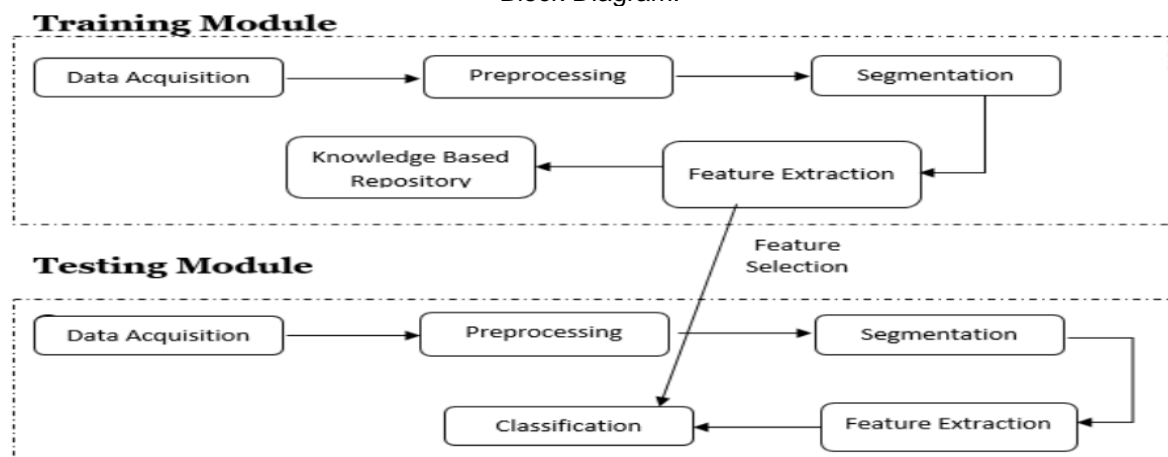 Block Diagram:
Training Module
Data Acquisition
Preprocessing
Segmentation
Knowledge Based
Repository
Feature Extraction
Feature
Selection
Testing Module
Data Acquisition
Preprocessing
Segmentation
Classification
Feature Extraction